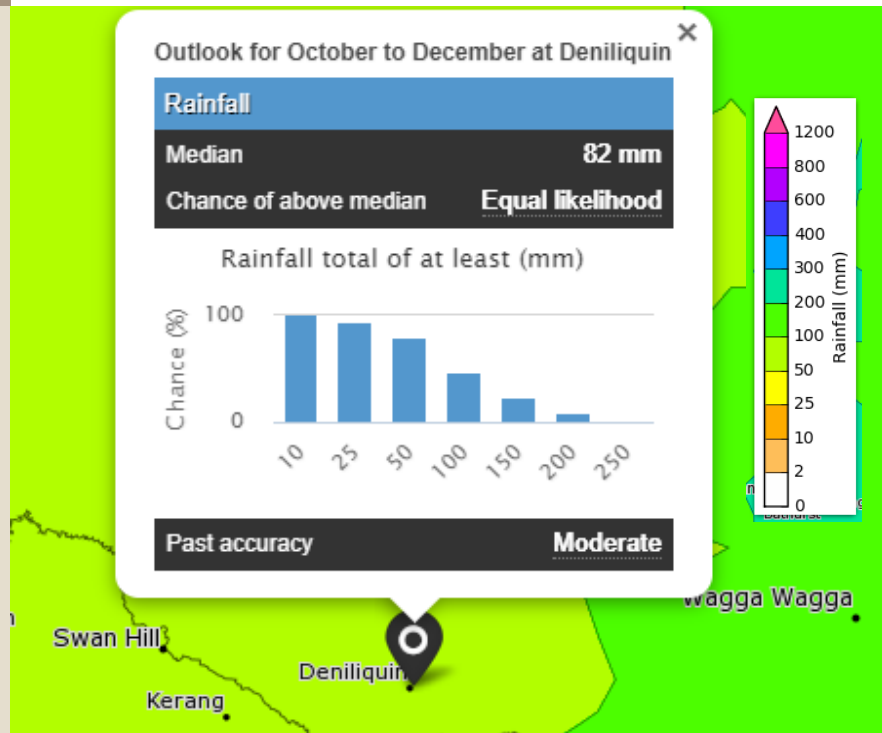 Outlook for October to December at Deniliquin
×
Rainfall
Median 82 mm
Chance of above median Equal likelihood
Rainfall total of at least (mm)
Chance (%)
100
0
10 25 50 100 150 200 250
Past accuracy Moderate
1200
800
600
400
300
200
100
50
25
10
2
0
Rainfall (mm)
Wagga Wagga
Swan Hill
Deniliquin
Kerang